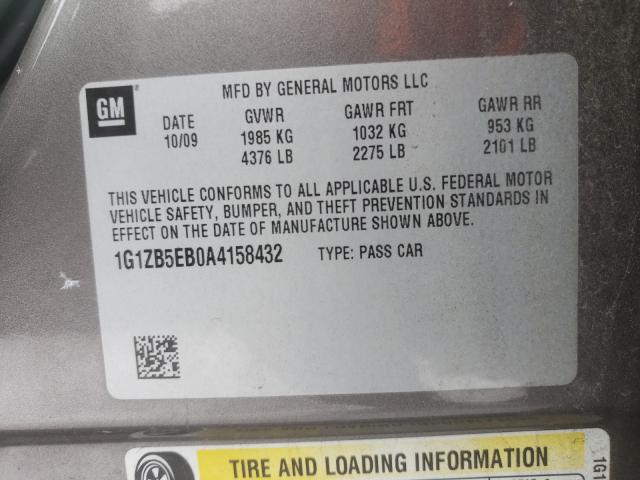 GM
MFD BY GENERAL MOTORS LLC
DATE GVWR GAWR FRT GAWR RR
10/09 1985 KG 1032 KG 953 KG
4376 LB 2275 LB 2101 LB
THIS VEHICLE CONFORMS TO ALL APPLICABLE U.S. FEDERAL MOTOR
VEHICLE SAFETY, BUMPER, AND THEFT PREVENTION STANDARDS IN
EFFECT ON THE DATE OF MANUFACTURE SHOWN ABOVE.
1G1ZB5EB0A4158432 TYPE: PASS CAR
TIRE AND LOADING INFORMATION
1G1